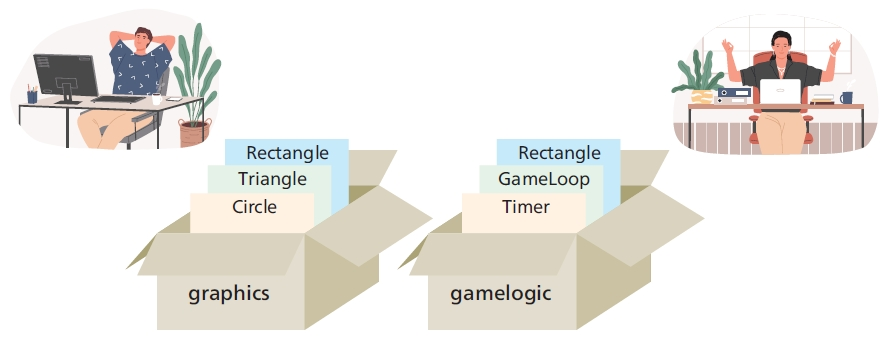 Rectangle
Triangle
Circle
graphics
Rectangle
GameLoop
Timer
gamelogic